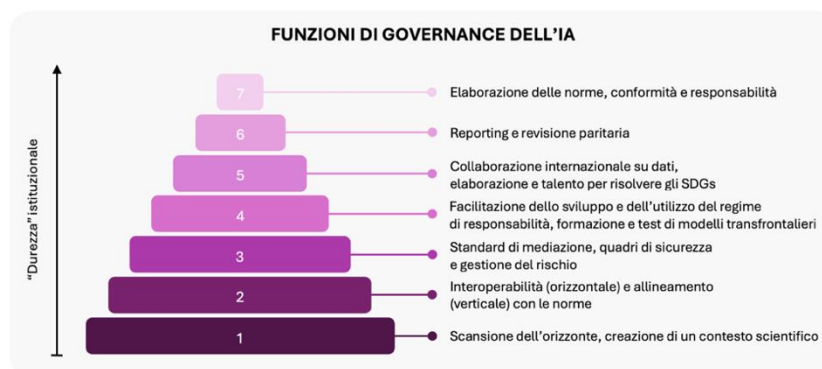 FUNZIONI DI GOVERNANCE DELL'IA
"Durezza" istituzionale
7
Elaborazione delle norme, conformità e responsabilità
6
Reporting e revisione paritaria
5
Collaborazione internazionale su dati,
elaborazione e talento per risolvere gli SDGs
4
Facilitazione dello sviluppo e dell'utilizzo del regime
di responsabilità, formazione e test di modelli transfrontalieri
3
Standard di mediazione, quadri di sicurezza
e gestione del rischio
2
Interoperabilità (orizzontale) e allineamento
(verticale) con le norme
1
Scansione dell'orizzonte, creazione di un contesto scientifico